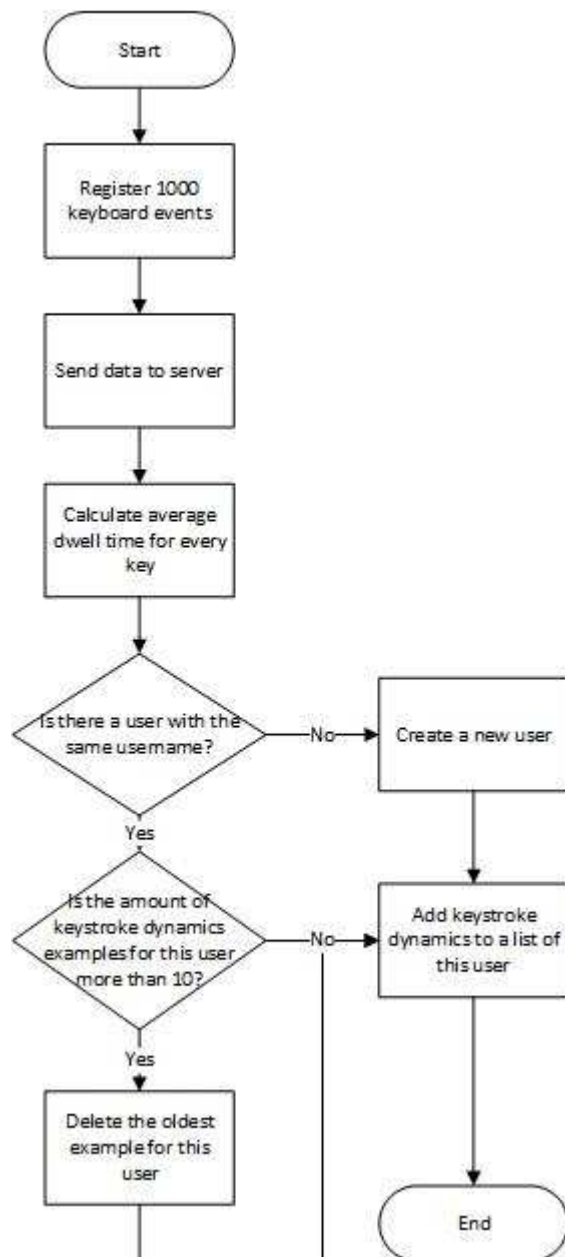 Start
Register 1000
keyboard events
Send data to server
Calculate average
dwell time for every
key
Is there a user with the
same username?
No
Create a new user
Yes
Is the amount of
keystroke dynamics
examples for this user
more than 10?
No
Add keystroke
dynamics to a list of
this user
Yes
Delete the oldest
example for this
user
End